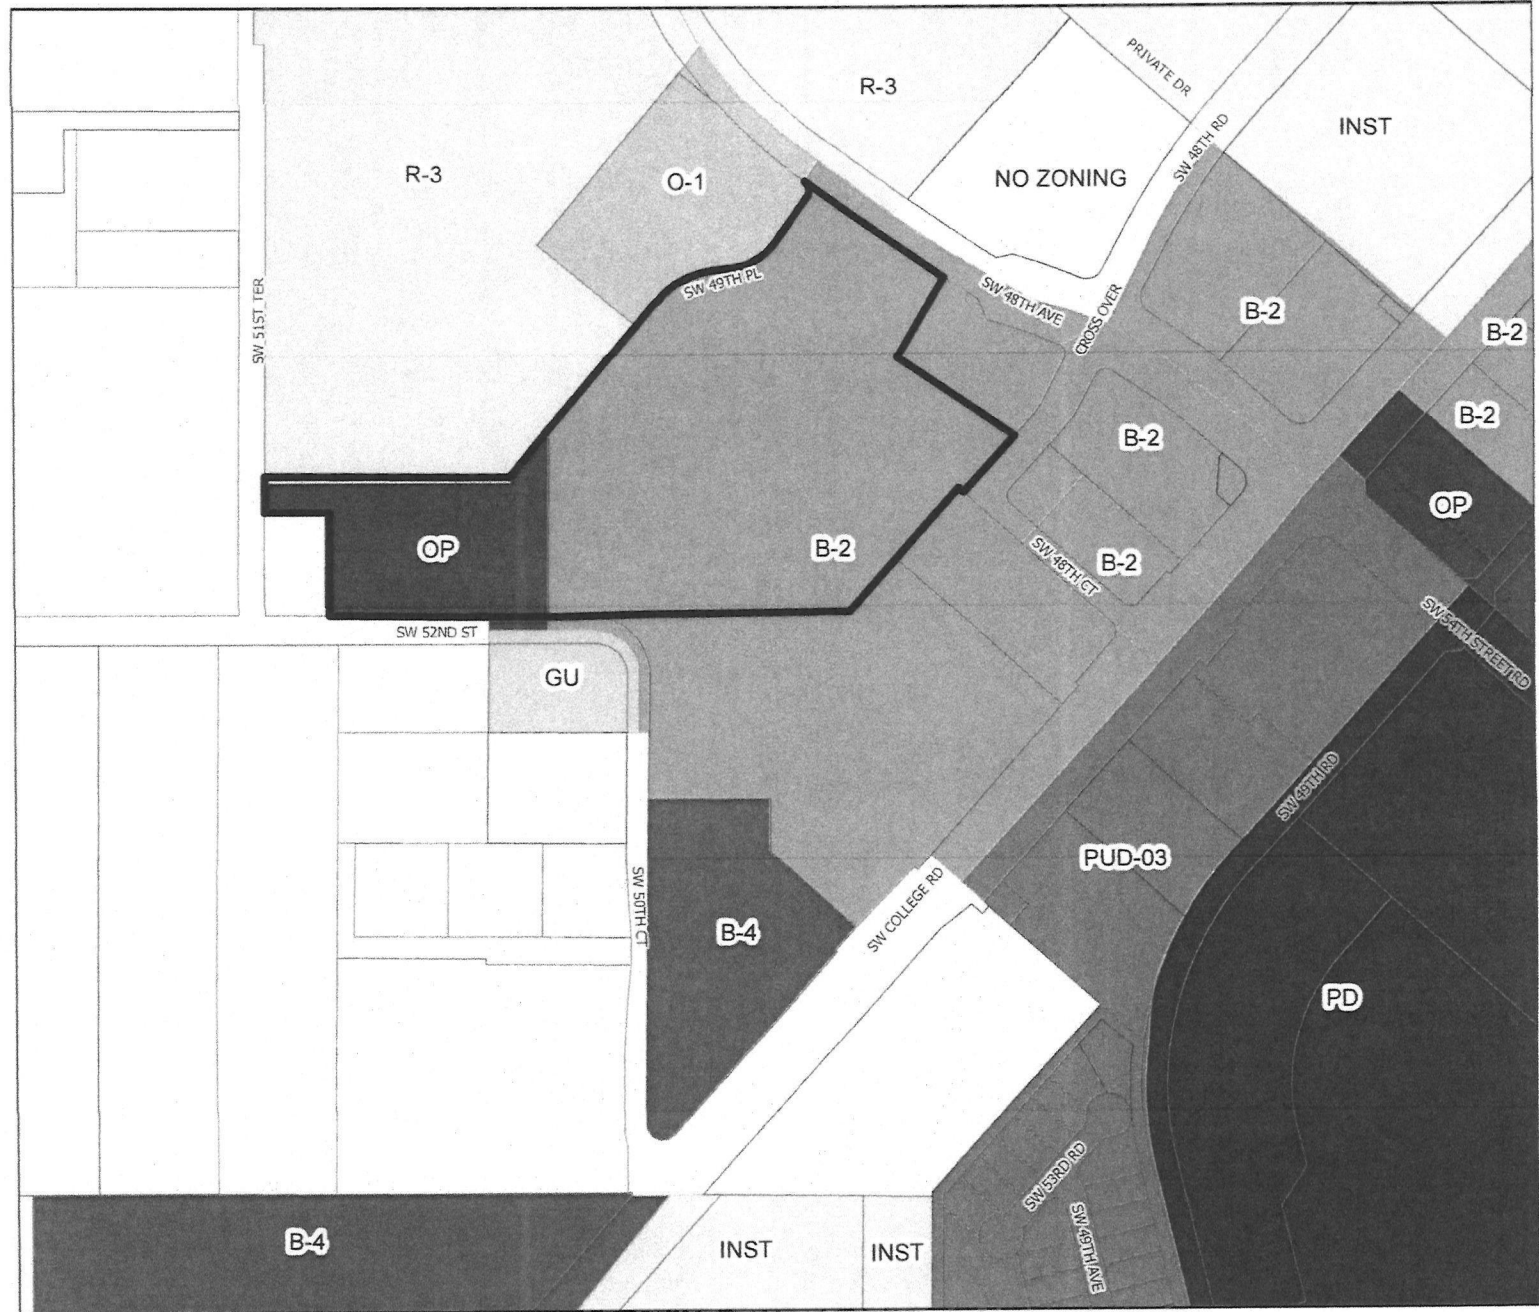 PRIVATE DR
R-3
INST
SW 48TH RD
R-3
O-1
NO ZONING
SW 49TH PL
SW 48TH AVE
CROSS OVER
B-2
B-2
SW 51ST TER
B-2
B-2
OP
OP
B-2
SW 48TH CT
B-2
SW 52ND ST
SW 54TH STREET RD
GU
SW 49TH RD
PUD-03
SW 50TH CT
SW COLLEGE RD
B-4
PD
SW 53RD RD
SW 49TH AVE
B-4
INST
INST